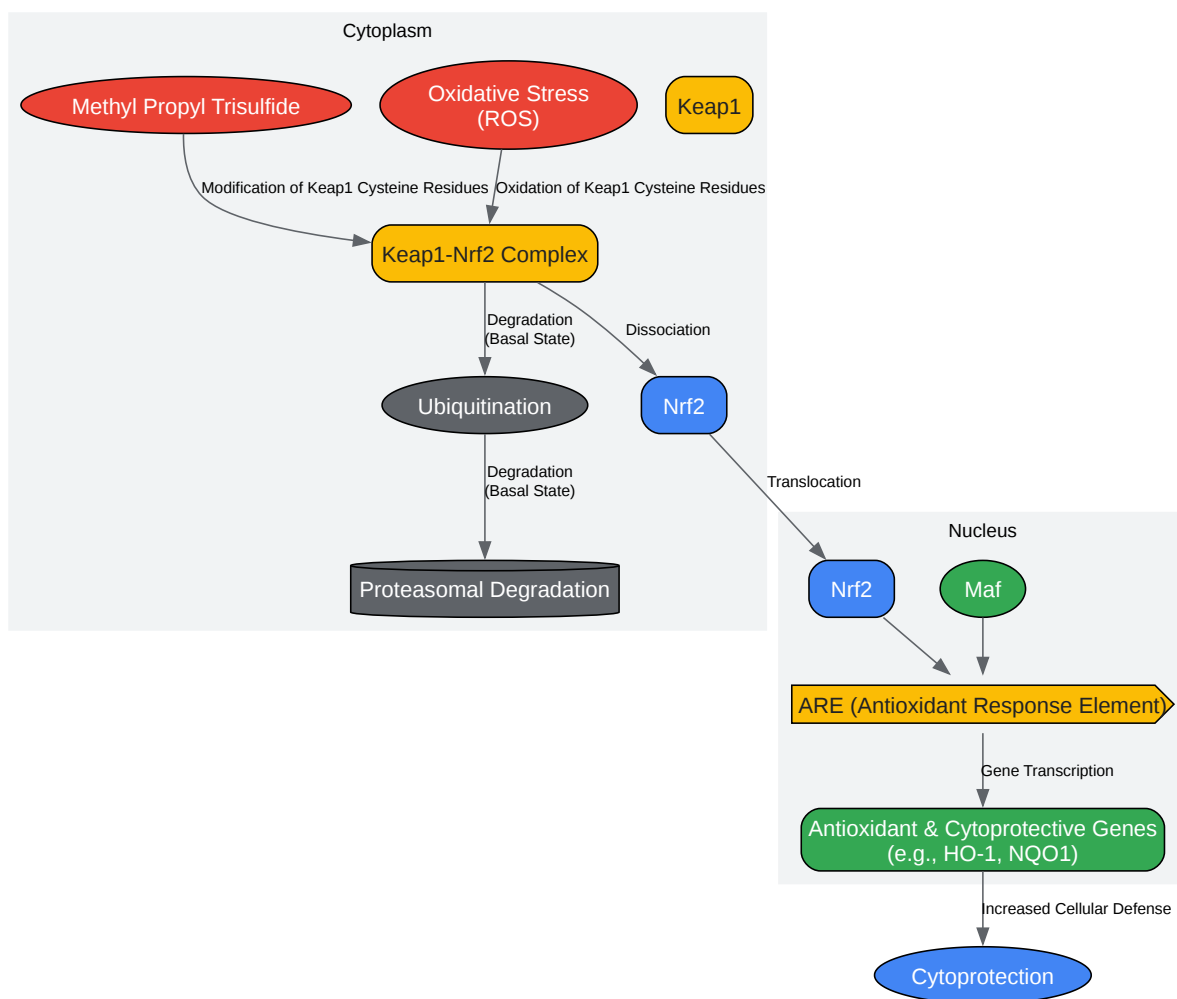 Cytoplasm
Methyl Propyl Trisulfide
Oxidative Stress
(ROS)
Keap1
Modification of Keap1 Cysteine Residues
Oxidation of Keap1 Cysteine Residues
Keap1-Nrf2 Complex
Degradation
(Basal State)
Dissociation
Ubiquitination
Nrf2
Degradation
(Basal State)
Translocation
Nucleus
Proteasomal Degradation
Nrf2
Maf
ARE (Antioxidant Response Element)
Gene Transcription
Antioxidant & Cytoprotective Genes
(e.g., HO-1, NQO1)
Increased Cellular Defense
Cytoprotection